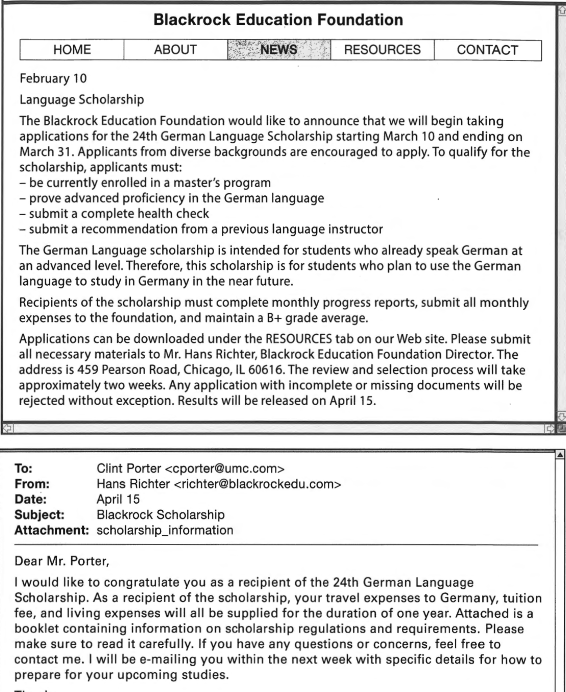 Blackrock Education Foundation
HOME ABOUT NEWS RESOURCES CONTACT
February 10
Language Scholarship
The Blackrock Education Foundation would like to announce that we will begin taking
applications for the 24th German Language Scholarship starting March 10 and ending on
March 31. Applicants from diverse backgrounds are encouraged to apply. To qualify for the
scholarship, applicants must:
– be currently enrolled in a master's program
– prove advanced proficiency in the German language
– submit a complete health check
– submit a recommendation from a previous language instructor
The German Language scholarship is intended for students who already speak German at
an advanced level. Therefore, this scholarship is for students who plan to use the German
language to study in Germany in the near future.
Recipients of the scholarship must complete monthly progress reports, submit all monthly
expenses to the foundation, and maintain a B+ grade average.
Applications can be downloaded under the RESOURCES tab on our Web site. Please submit
all necessary materials to Mr. Hans Richter, Blackrock Education Foundation Director. The
address is 459 Pearson Road, Chicago, IL 60616. The review and selection process will take
approximately two weeks. Any application with incomplete or missing documents will be
rejected without exception. Results will be released on April 15.
To: Clint Porter <cporter@umc.com>
From: Hans Richter <richter@blackrockedu.com>
Date: April 15
Subject: Blackrock Scholarship
Attachment: scholarship_information
Dear Mr. Porter,
I would like to congratulate you as a recipient of the 24th German Language
Scholarship. As a recipient of the scholarship, your travel expenses to Germany, tuition
fee, and living expenses will all be supplied for the duration of one year. Attached is a
booklet containing information on scholarship regulations and requirements. Please
make sure to read it carefully. If you have any questions or concerns, feel free to
contact me. I will be e-mailing you within the next week with specific details for how to
prepare for your upcoming studies.